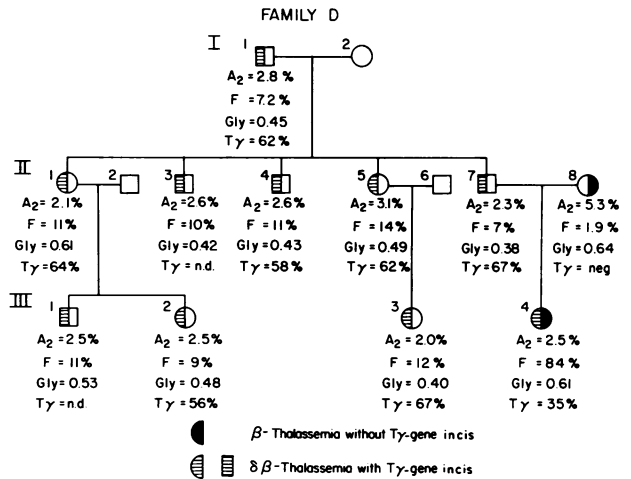 FAMILY D
I
1 2
A2 = 2.8 %
F = 7.2 %
Gly = 0.45
Tγ = 62 %
II
1 2 3 4 5 6 7 8
A2 = 2.1% A2 = 2.6% A2 = 2.6% A2 = 3.1% A2 = 2.3% A2 = 5.3%
F = 11% F = 10% F = 11% F = 14% F = 7% F = 1.9%
Gly = 0.61 Gly = 0.42 Gly = 0.43 Gly = 0.49 Gly = 0.38 Gly = 0.64
Tγ = 64% Tγ = n.d. Tγ = 58% Tγ = 62% Tγ = 67% Tγ = neg
III
1 2 3 4
A2 = 2.5% A2 = 2.5% A2 = 2.0% A2 = 2.5%
F = 11% F = 9% F = 12% F = 84%
Gly = 0.53 Gly = 0.48 Gly = 0.40 Gly = 0.61
Tγ = n.d. Tγ = 56% Tγ = 67% Tγ = 35%
β-Thalassemia without Tγ-gene incis
δβ-Thalassemia with Tγ-gene incis